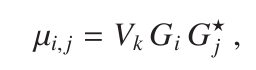 μ_{i,j} = V_k G_i G_j^★ ,